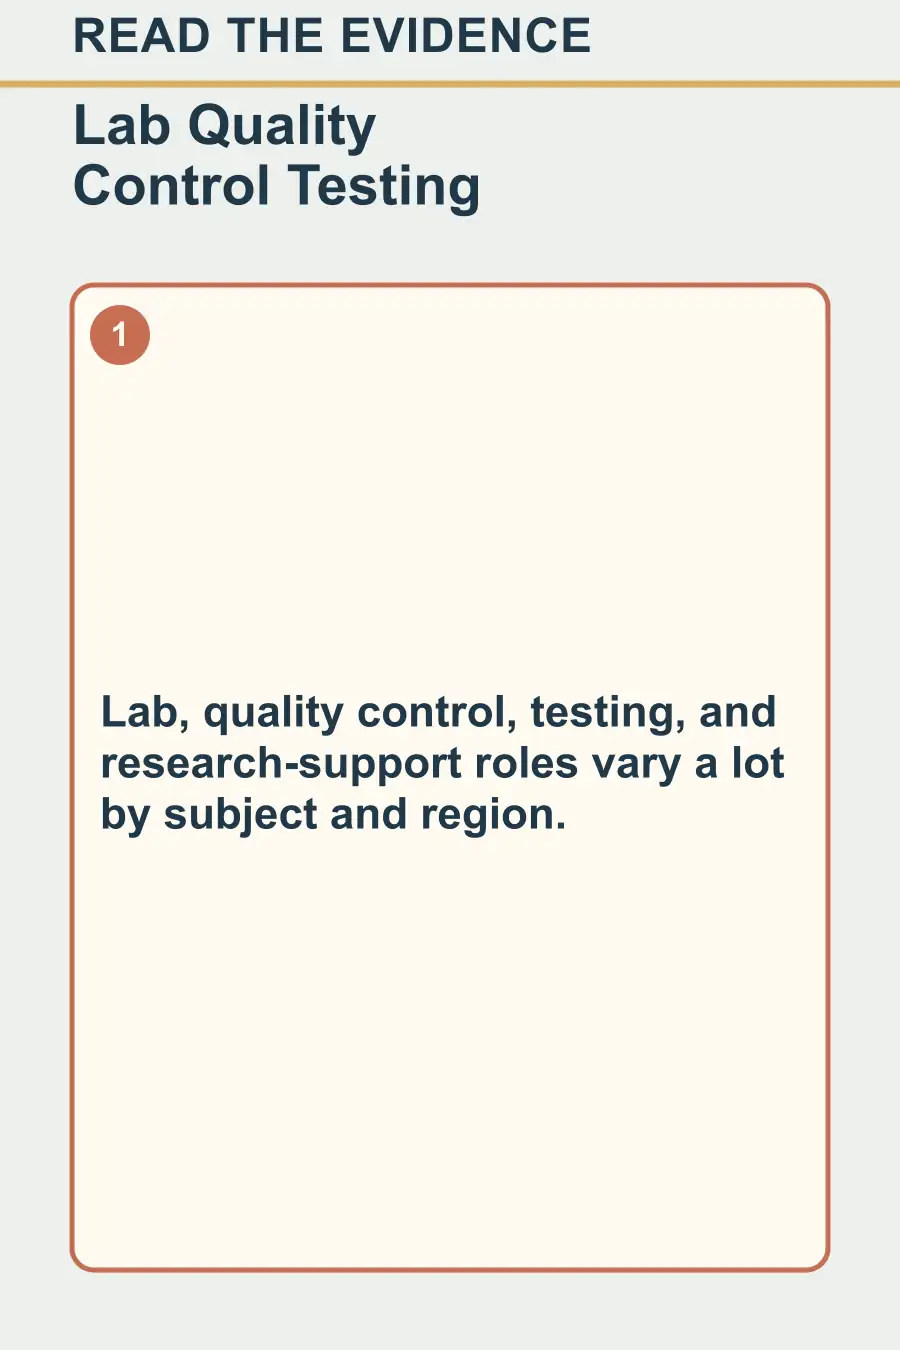 READ THE EVIDENCE
Lab Quality
Control Testing
1
Lab, quality control, testing, and
research-support roles vary a lot
by subject and region.